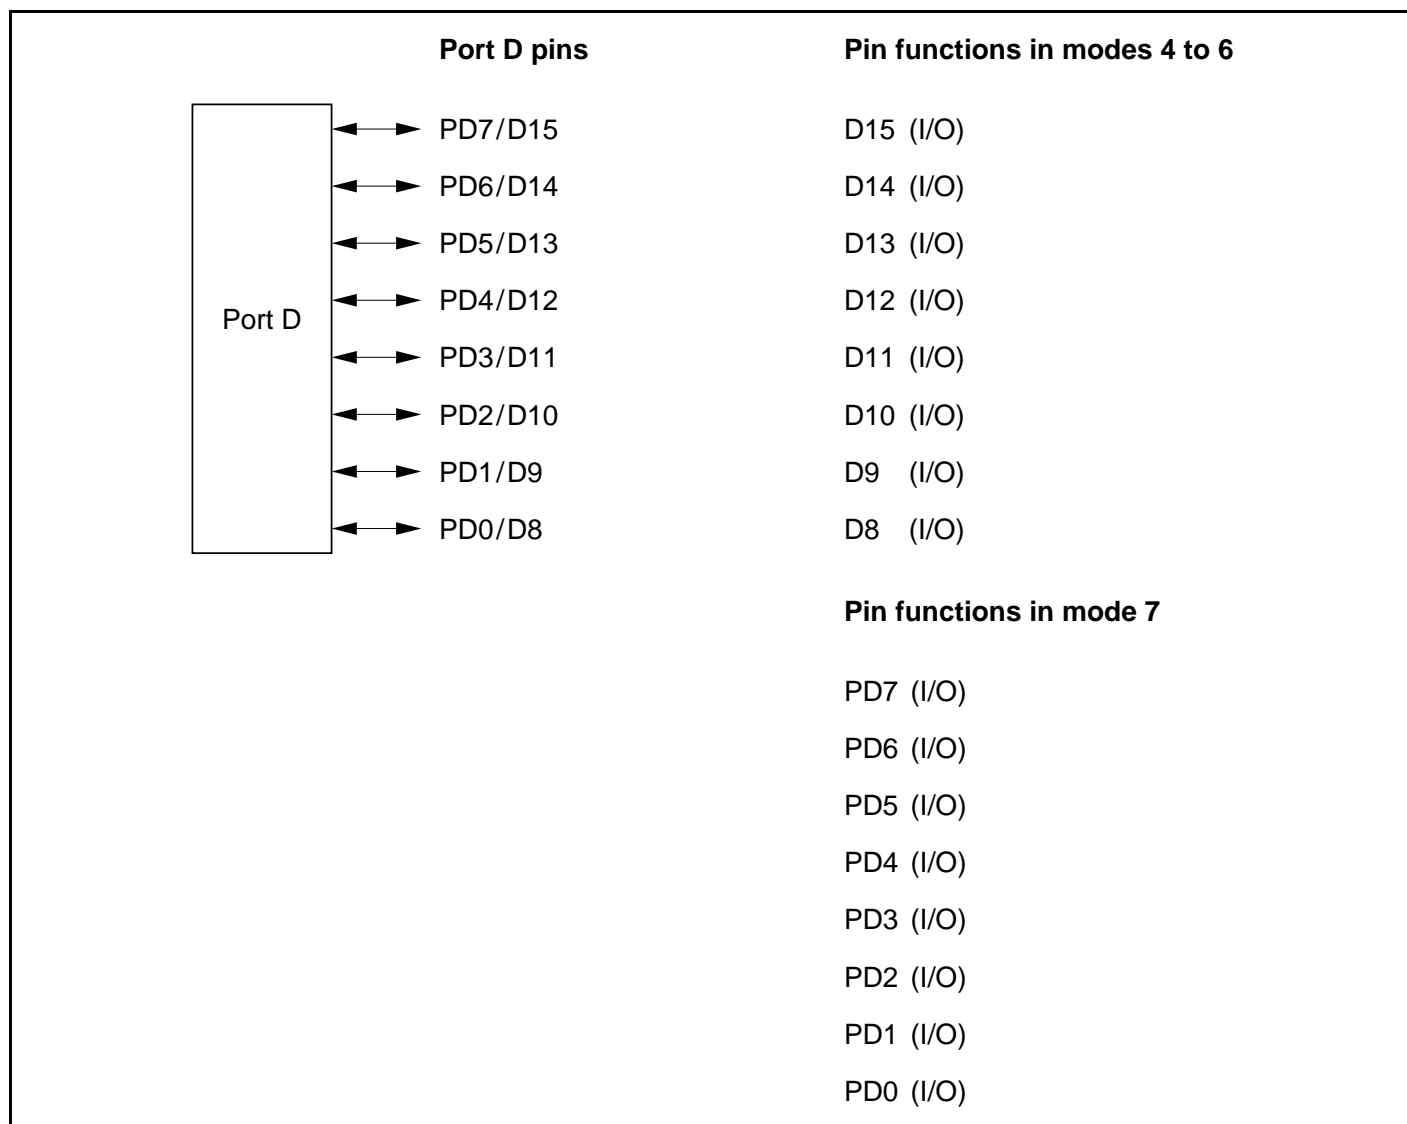 Port D pins Pin functions in modes 4 to 6
PD7/D15 D15 (I/O)
PD6/D14 D14 (I/O)
PD5/D13 D13 (I/O)
PD4/D12 D12 (I/O)
Port D
PD3/D11 D11 (I/O)
PD2/D10 D10 (I/O)
PD1/D9 D9 (I/O)
PD0/D8 D8 (I/O)
Pin functions in mode 7
PD7 (I/O)
PD6 (I/O)
PD5 (I/O)
PD4 (I/O)
PD3 (I/O)
PD2 (I/O)
PD1 (I/O)
PD0 (I/O)